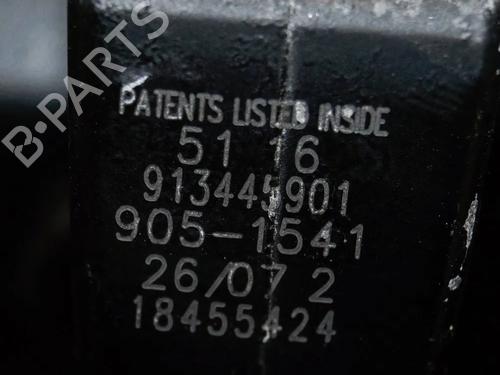 PATENTS LISTED INSIDE
51 16
913445901
905-1541
26/07 2
18455424
B-PARTS